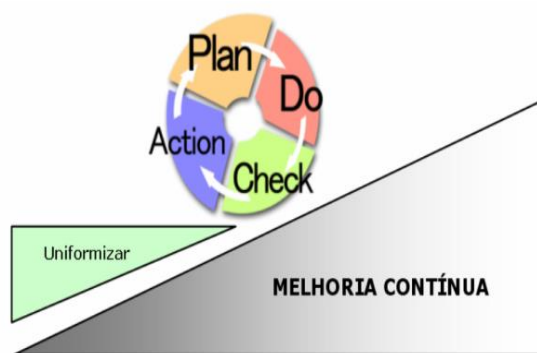 Plan
Do
Action
Check
Uniformizar
MELHORIA CONTÍNUA